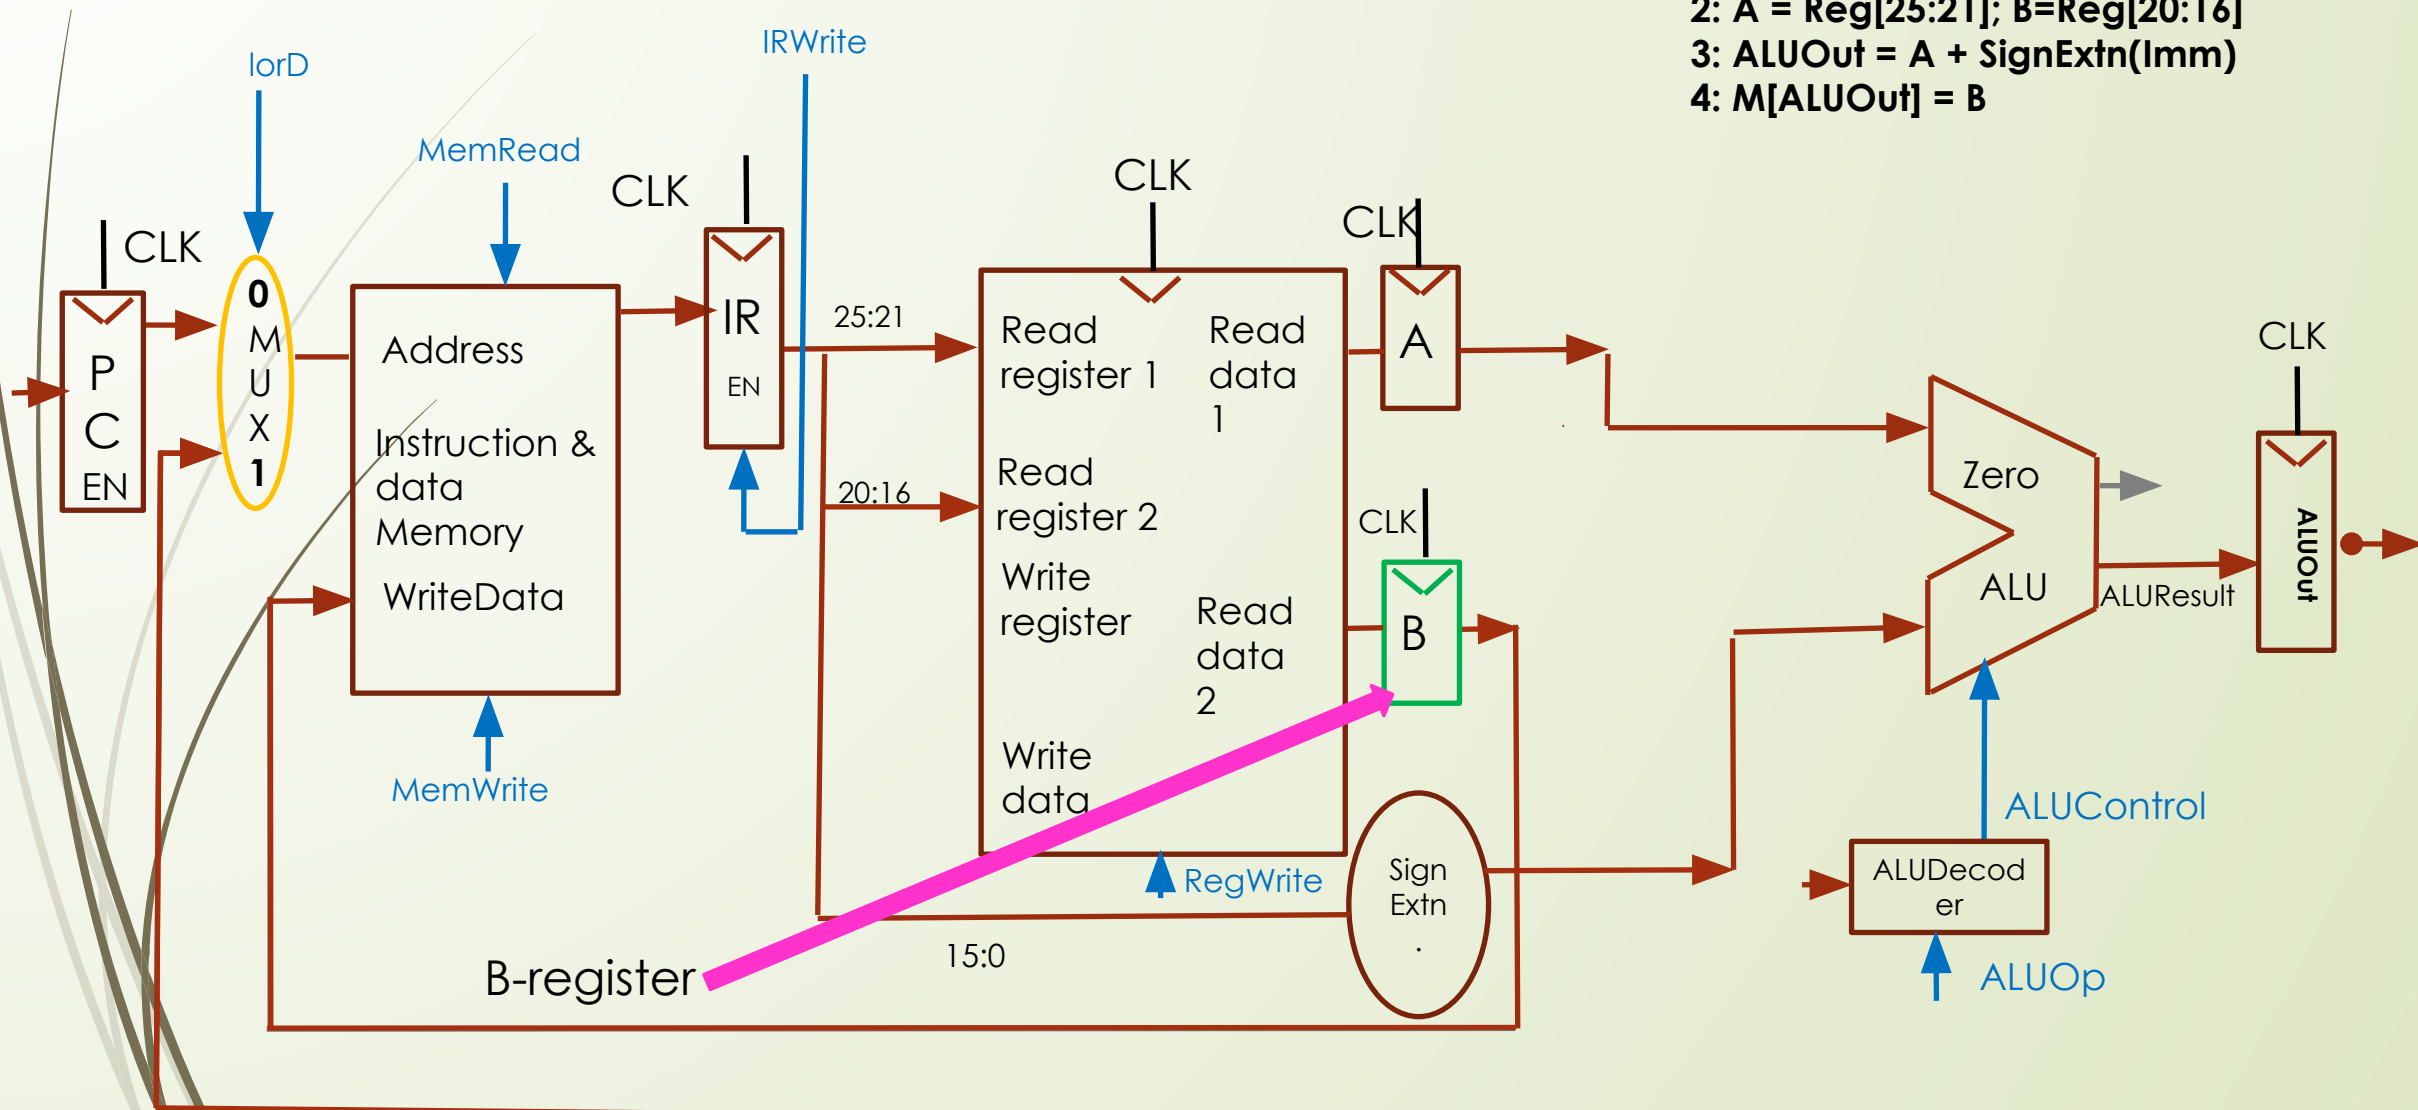 2: A = Reg[25:21]; B=Reg[20:16]
3: ALUOut = A + SignExtn(Imm)
4: M[ALUOut] = B
IRWrite
IorD
MemRead
CLK
CLK
CLK
CLK
0
M
U
X
1
P
C
EN
Address
Instruction &
data
Memory
WriteData
MemWrite
IR
EN
25:21
20:16
15:0
Read
register 1
Read
data
1
Read
register 2
Write
register
Read
data
2
Write
data
RegWrite
A
CLK
B
Sign
Extn
.
B-register
Zero
ALU
ALUResult
CLK
ALUOut
ALUControl
ALUDecod
er
ALUOp